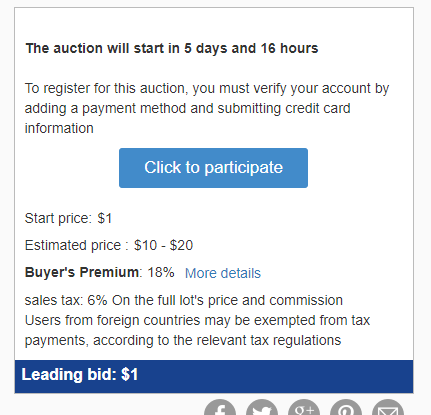 The auction will start in 5 days and 16 hours
To register for this auction, you must verify your account by
adding a payment method and submitting credit card
information
Click to participate
Start price: $1
Estimated price : $10 - $20
Buyer's Premium: 18% More details
sales tax: 6% On the full lot's price and commission
Users from foreign countries may be exempted from tax
payments, according to the relevant tax regulations
Leading bid: $1